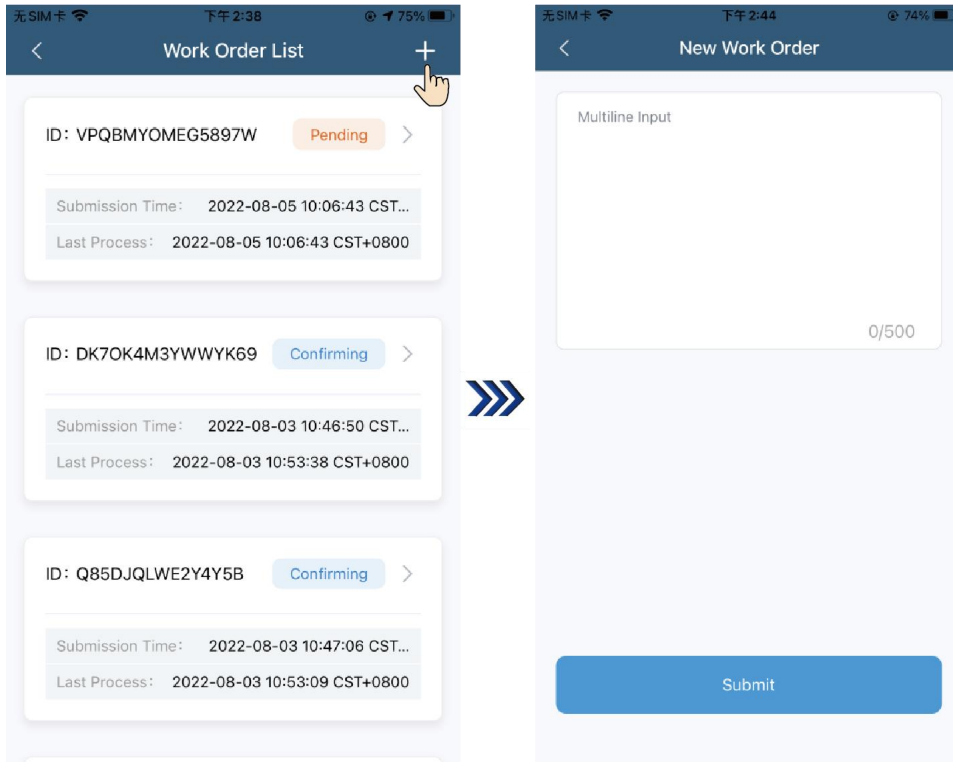 无SIM卡 下午2:38 75%
Work Order List
ID: VPQBMYOMEG5897W Pending
Submission Time: 2022-08-05 10:06:43 CST...
Last Process: 2022-08-05 10:06:43 CST+0800
ID: DK7OK4M3YWWYK69 Confirming
Submission Time: 2022-08-03 10:46:50 CST...
Last Process: 2022-08-03 10:53:38 CST+0800
ID: Q85DJQLWE2Y4Y5B Confirming
Submission Time: 2022-08-03 10:47:06 CST...
Last Process: 2022-08-03 10:53:09 CST+0800
无SIM卡 下午2:44 74%
New Work Order
Multiline Input
0/500
Submit